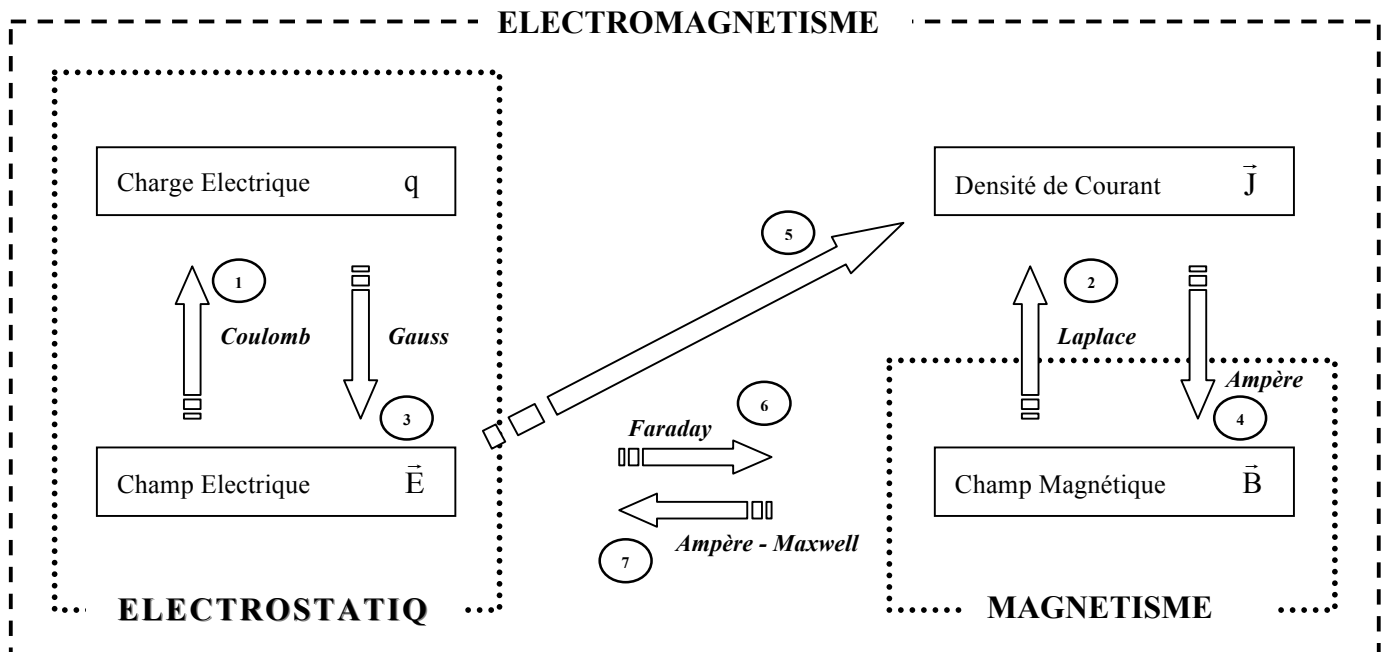 ELECTROMAGNETISME
Charge Electrique q
Densité de Courant J⃗
5
1
2
Coulomb
Gauss
Laplace
Ampère
3
6
4
Faraday
Champ Electrique E⃗
Champ Magnétique B⃗
Ampère - Maxwell
7
ELECTROSTATIQ
MAGNETISME